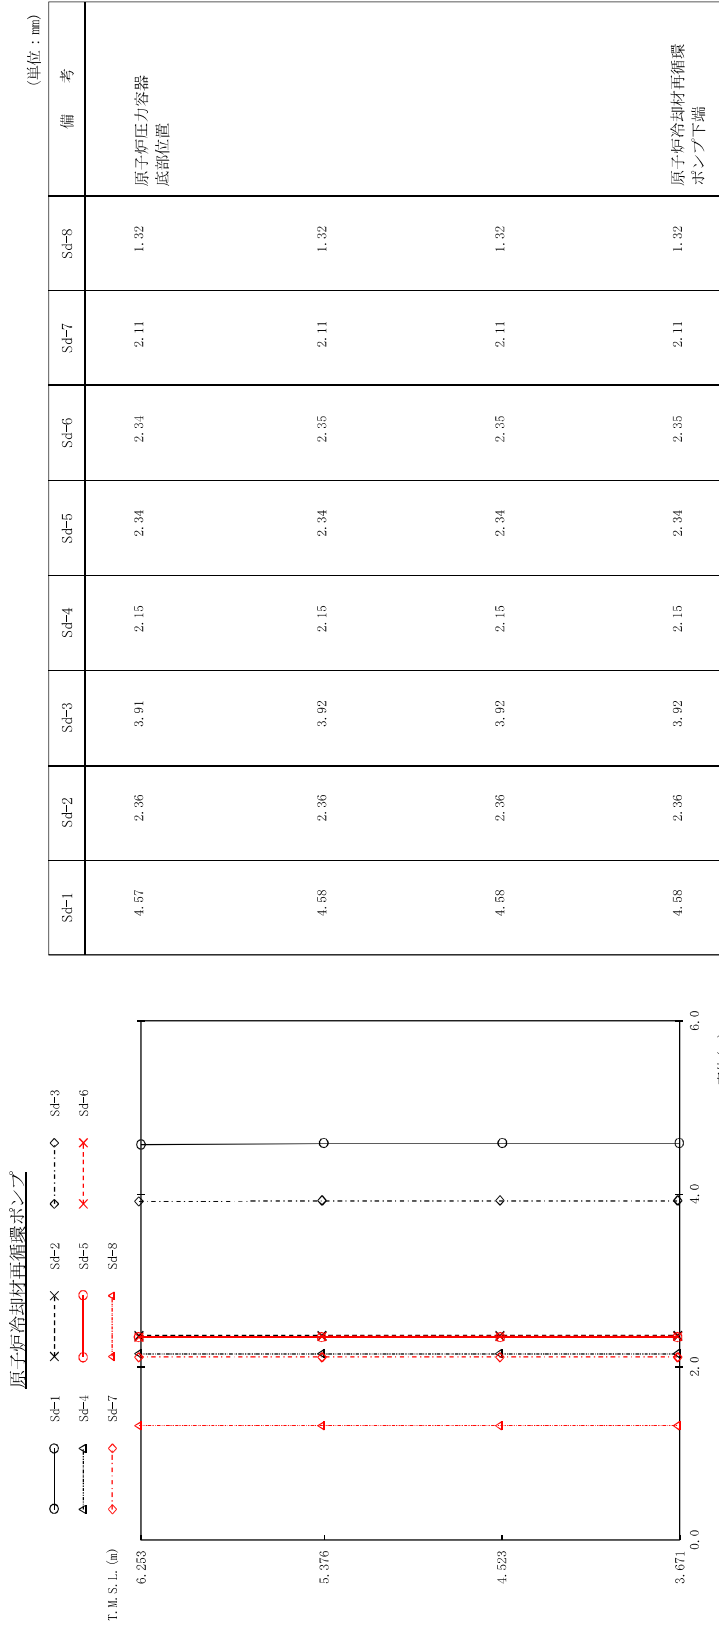 原子炉冷却材再循環ポンプ
Sd-1 Sd-2 Sd-3
Sd-4 Sd-5 Sd-6
Sd-7 Sd-8
T.M.S.L.(m)
6.253
5.376
4.523
3.671
0.0 2.0 4.0 6.0
(単位：mm)
Sd-1 Sd-2 Sd-3 Sd-4 Sd-5 Sd-6 Sd-7 Sd-8 備 考
4.57 2.36 3.91 2.15 2.34 2.34 2.11 1.32 原子炉圧力容器
底部位置
4.58 2.36 3.92 2.15 2.34 2.35 2.11 1.32
4.58 2.36 3.92 2.15 2.34 2.35 2.11 1.32
4.58 2.36 3.92 2.15 2.34 2.35 2.11 1.32 原子炉冷却材再循環
ポンプ下端